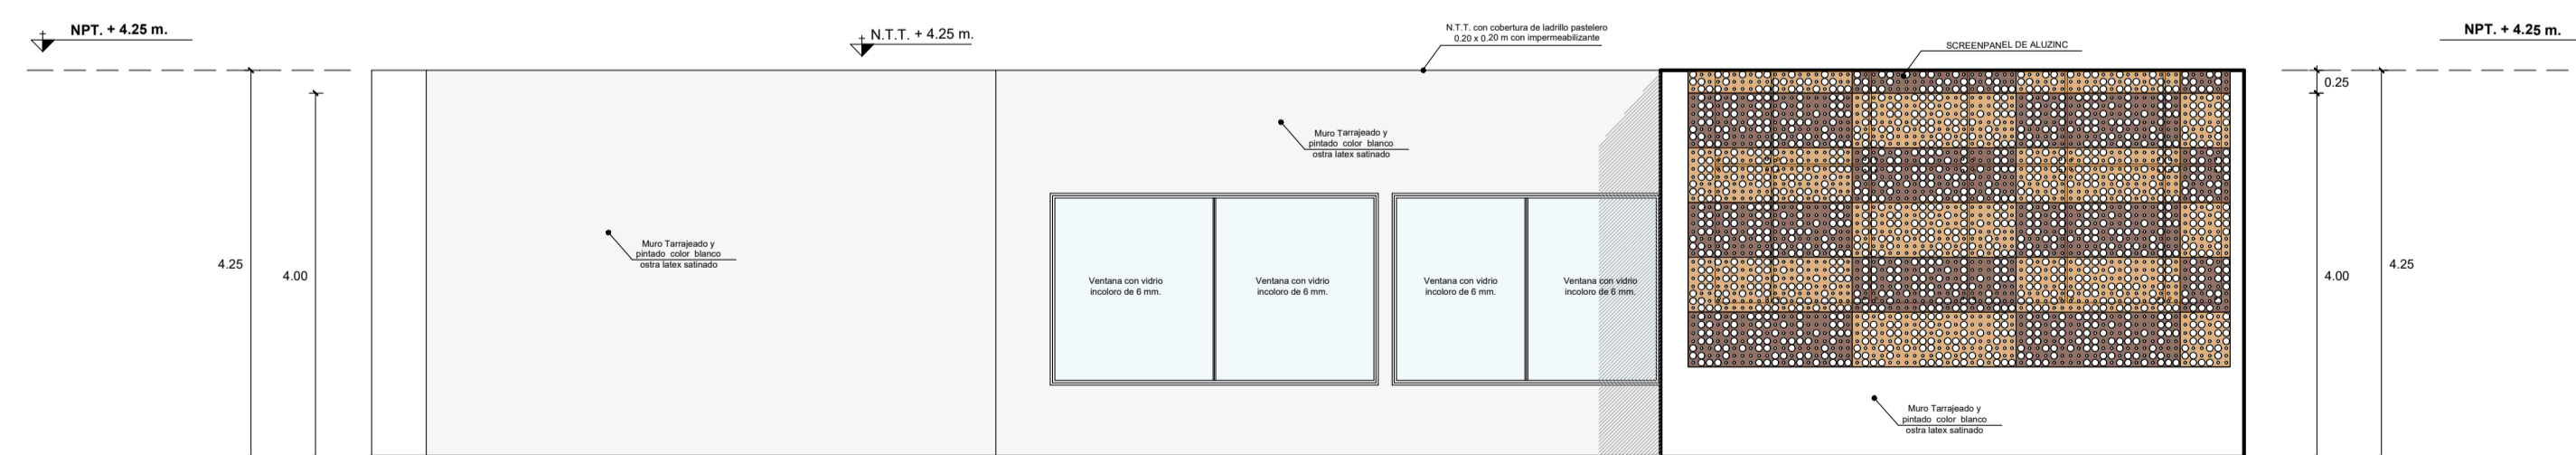 NPT. + 4.25 m.
N.T.T. + 4.25 m.
N.T.T. con cobertura de ladrillo pastelero
0.20 x 0.20 m con impermeabilizante
SCREENPANEL DE ALUZINC
NPT. + 4.25 m.
0.25
Muro Tarrajeado y
pintado color blanco
ostra latex satinado
Muro Tarrajeado y
pintado color blanco
ostra latex satinado
4.25
4.00
Ventana con vidrio
incoloro de 6 mm.
Ventana con vidrio
incoloro de 6 mm.
Ventana con vidrio
incoloro de 6 mm.
Ventana con vidrio
incoloro de 6 mm.
4.00
4.25
Muro Tarrajeado y
pintado color blanco
ostra latex satinado